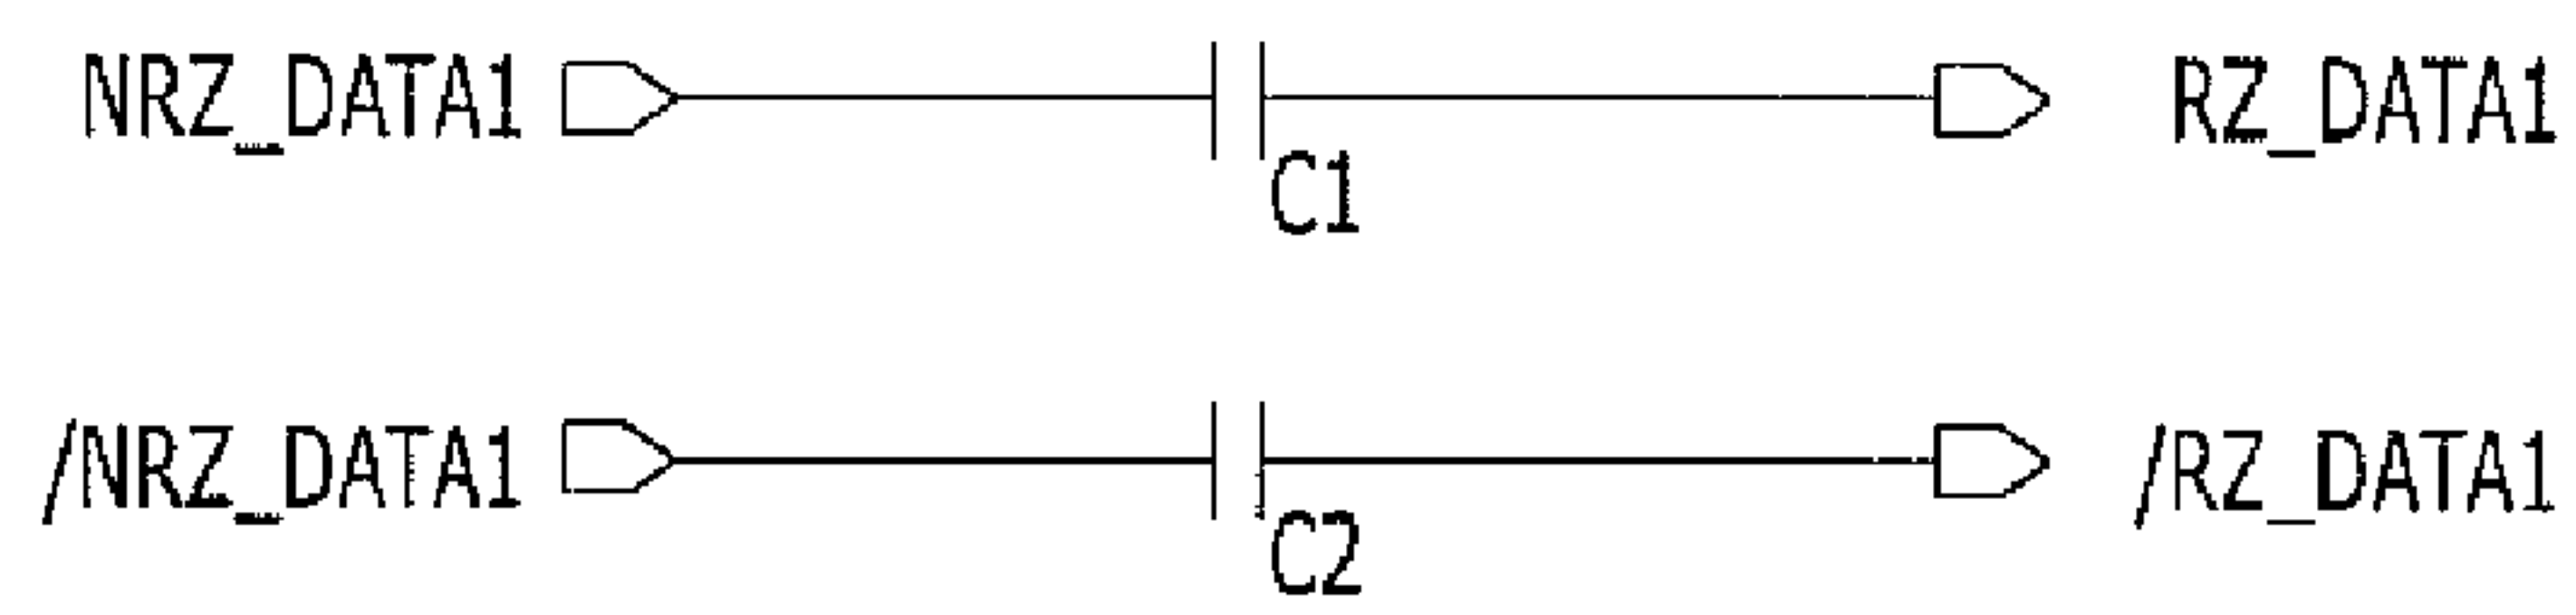 NRZ_DATA1 RZ_DATA1
C1
/NRZ_DATA1 /RZ_DATA1
C2